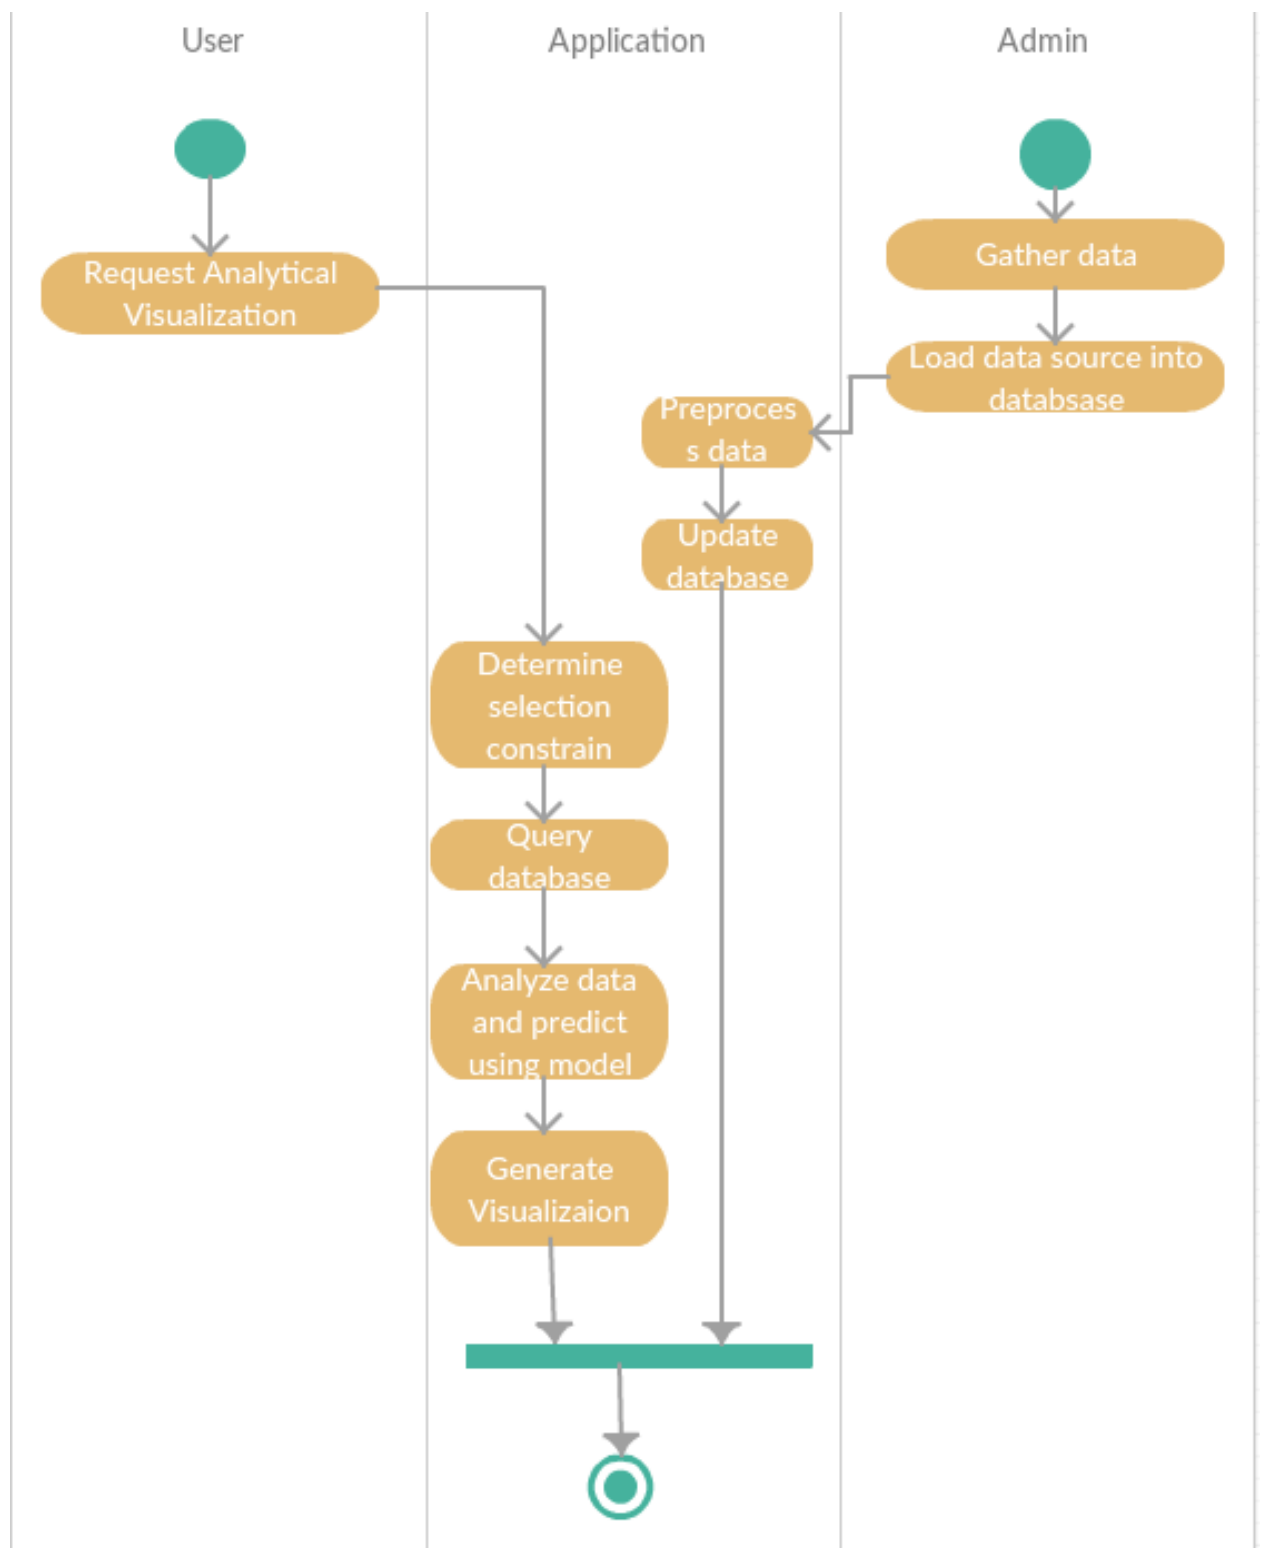 User
Application
Admin
Request Analytical
Visualization
Gather data
Load data source into
databsase
Preproces
s data
Update
database
Determine
selection
constrain
Query
database
Analyze data
and predict
using model
Generate
Visualizaion